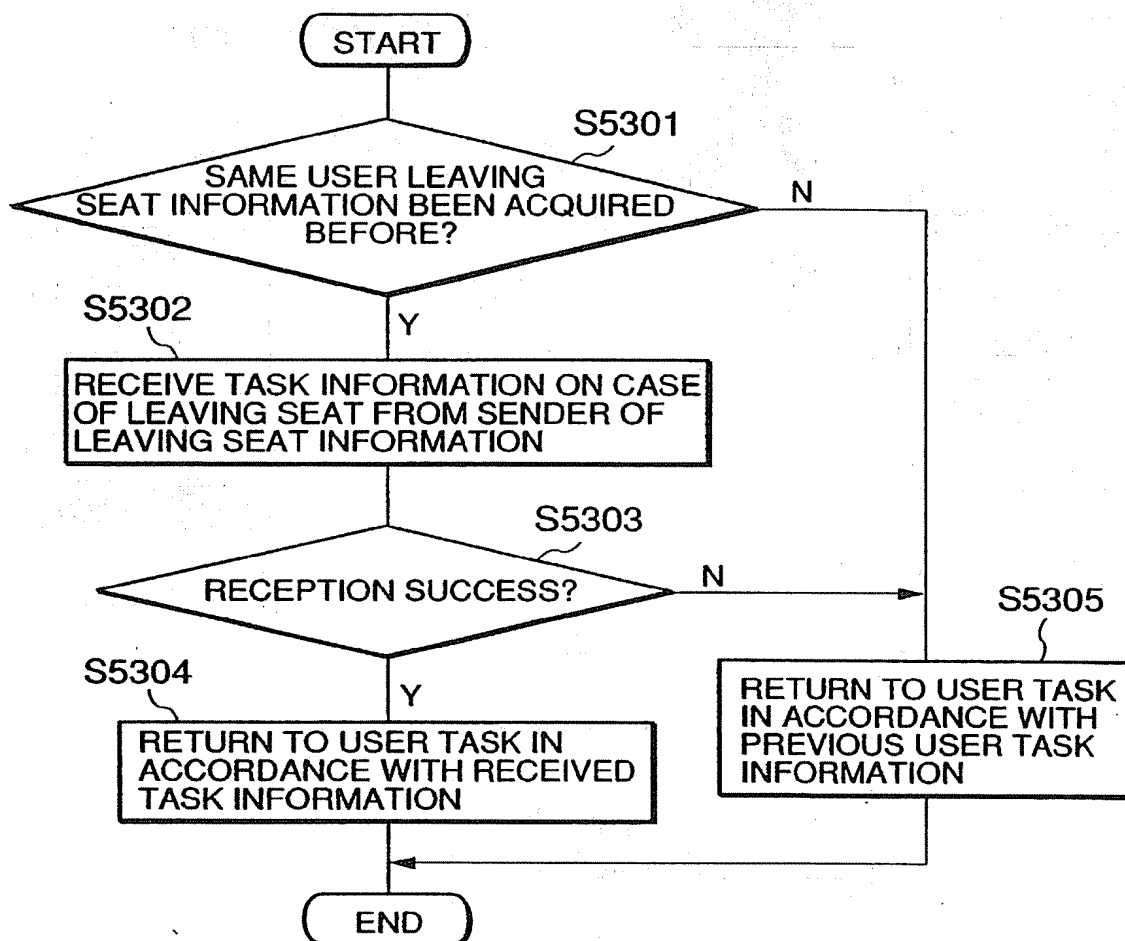 START
S5301
SAME USER LEAVING
SEAT INFORMATION BEEN ACQUIRED
BEFORE?
N
Y
S5302
RECEIVE TASK INFORMATION ON CASE
OF LEAVING SEAT FROM SENDER OF
LEAVING SEAT INFORMATION
S5303
RECEPTION SUCCESS?
N
Y
S5304
RETURN TO USER TASK IN
ACCORDANCE WITH RECEIVED
TASK INFORMATION
S5305
RETURN TO USER TASK
IN ACCORDANCE WITH
PREVIOUS USER TASK
INFORMATION
END